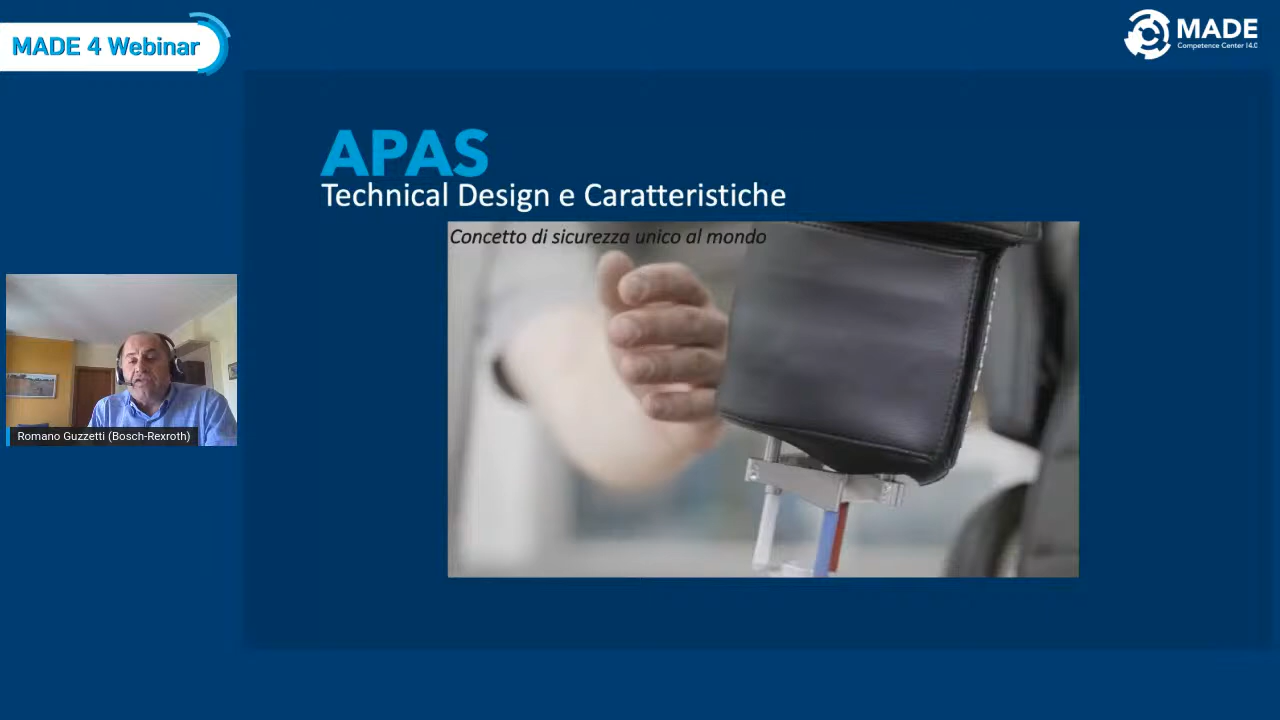 MADE 4 Webinar
MADE
Competence Center I4.0
APAS
Technical Design e Caratteristiche
Concetto di sicurezza unico al mondo
Romano Guzzetti (Bosch-Rexroth)